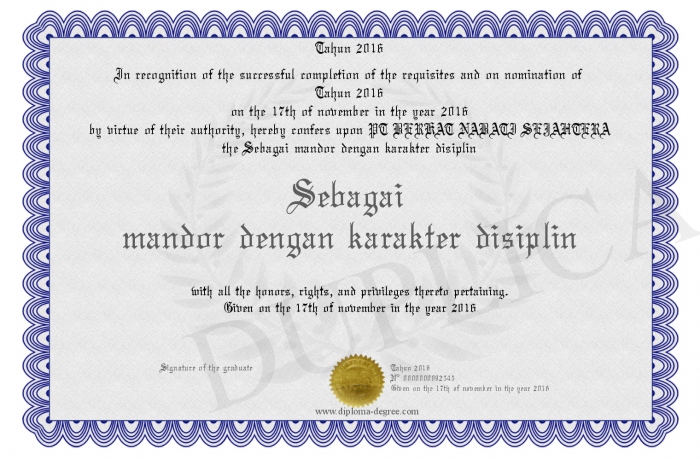 Tahun 2016
In recognition of the successful completion of the requisites and on nomination of
Tahun 2016
on the 17th of november in the year 2016
by virtue of their authority, hereby confers upon PT BERKAT NABATI SEJAHTERA
the Sebagai mandor dengan karakter disiplin
Sebagai
mandor dengan karakter disiplin
with all the honors, rights, and privileges thereto pertaining.
Given on the 17th of november in the year 2016
Signature of the graduate
Tahun 2016
Nº 0000000092545
Given on the 17th of november in the year 2016
www.diploma-degree.com